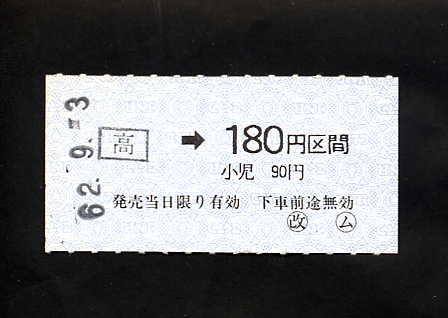 62.-9.-3
高 ➡ 180円区間
小児 90円
発売当日限り有効 下車前途無効
改 ム